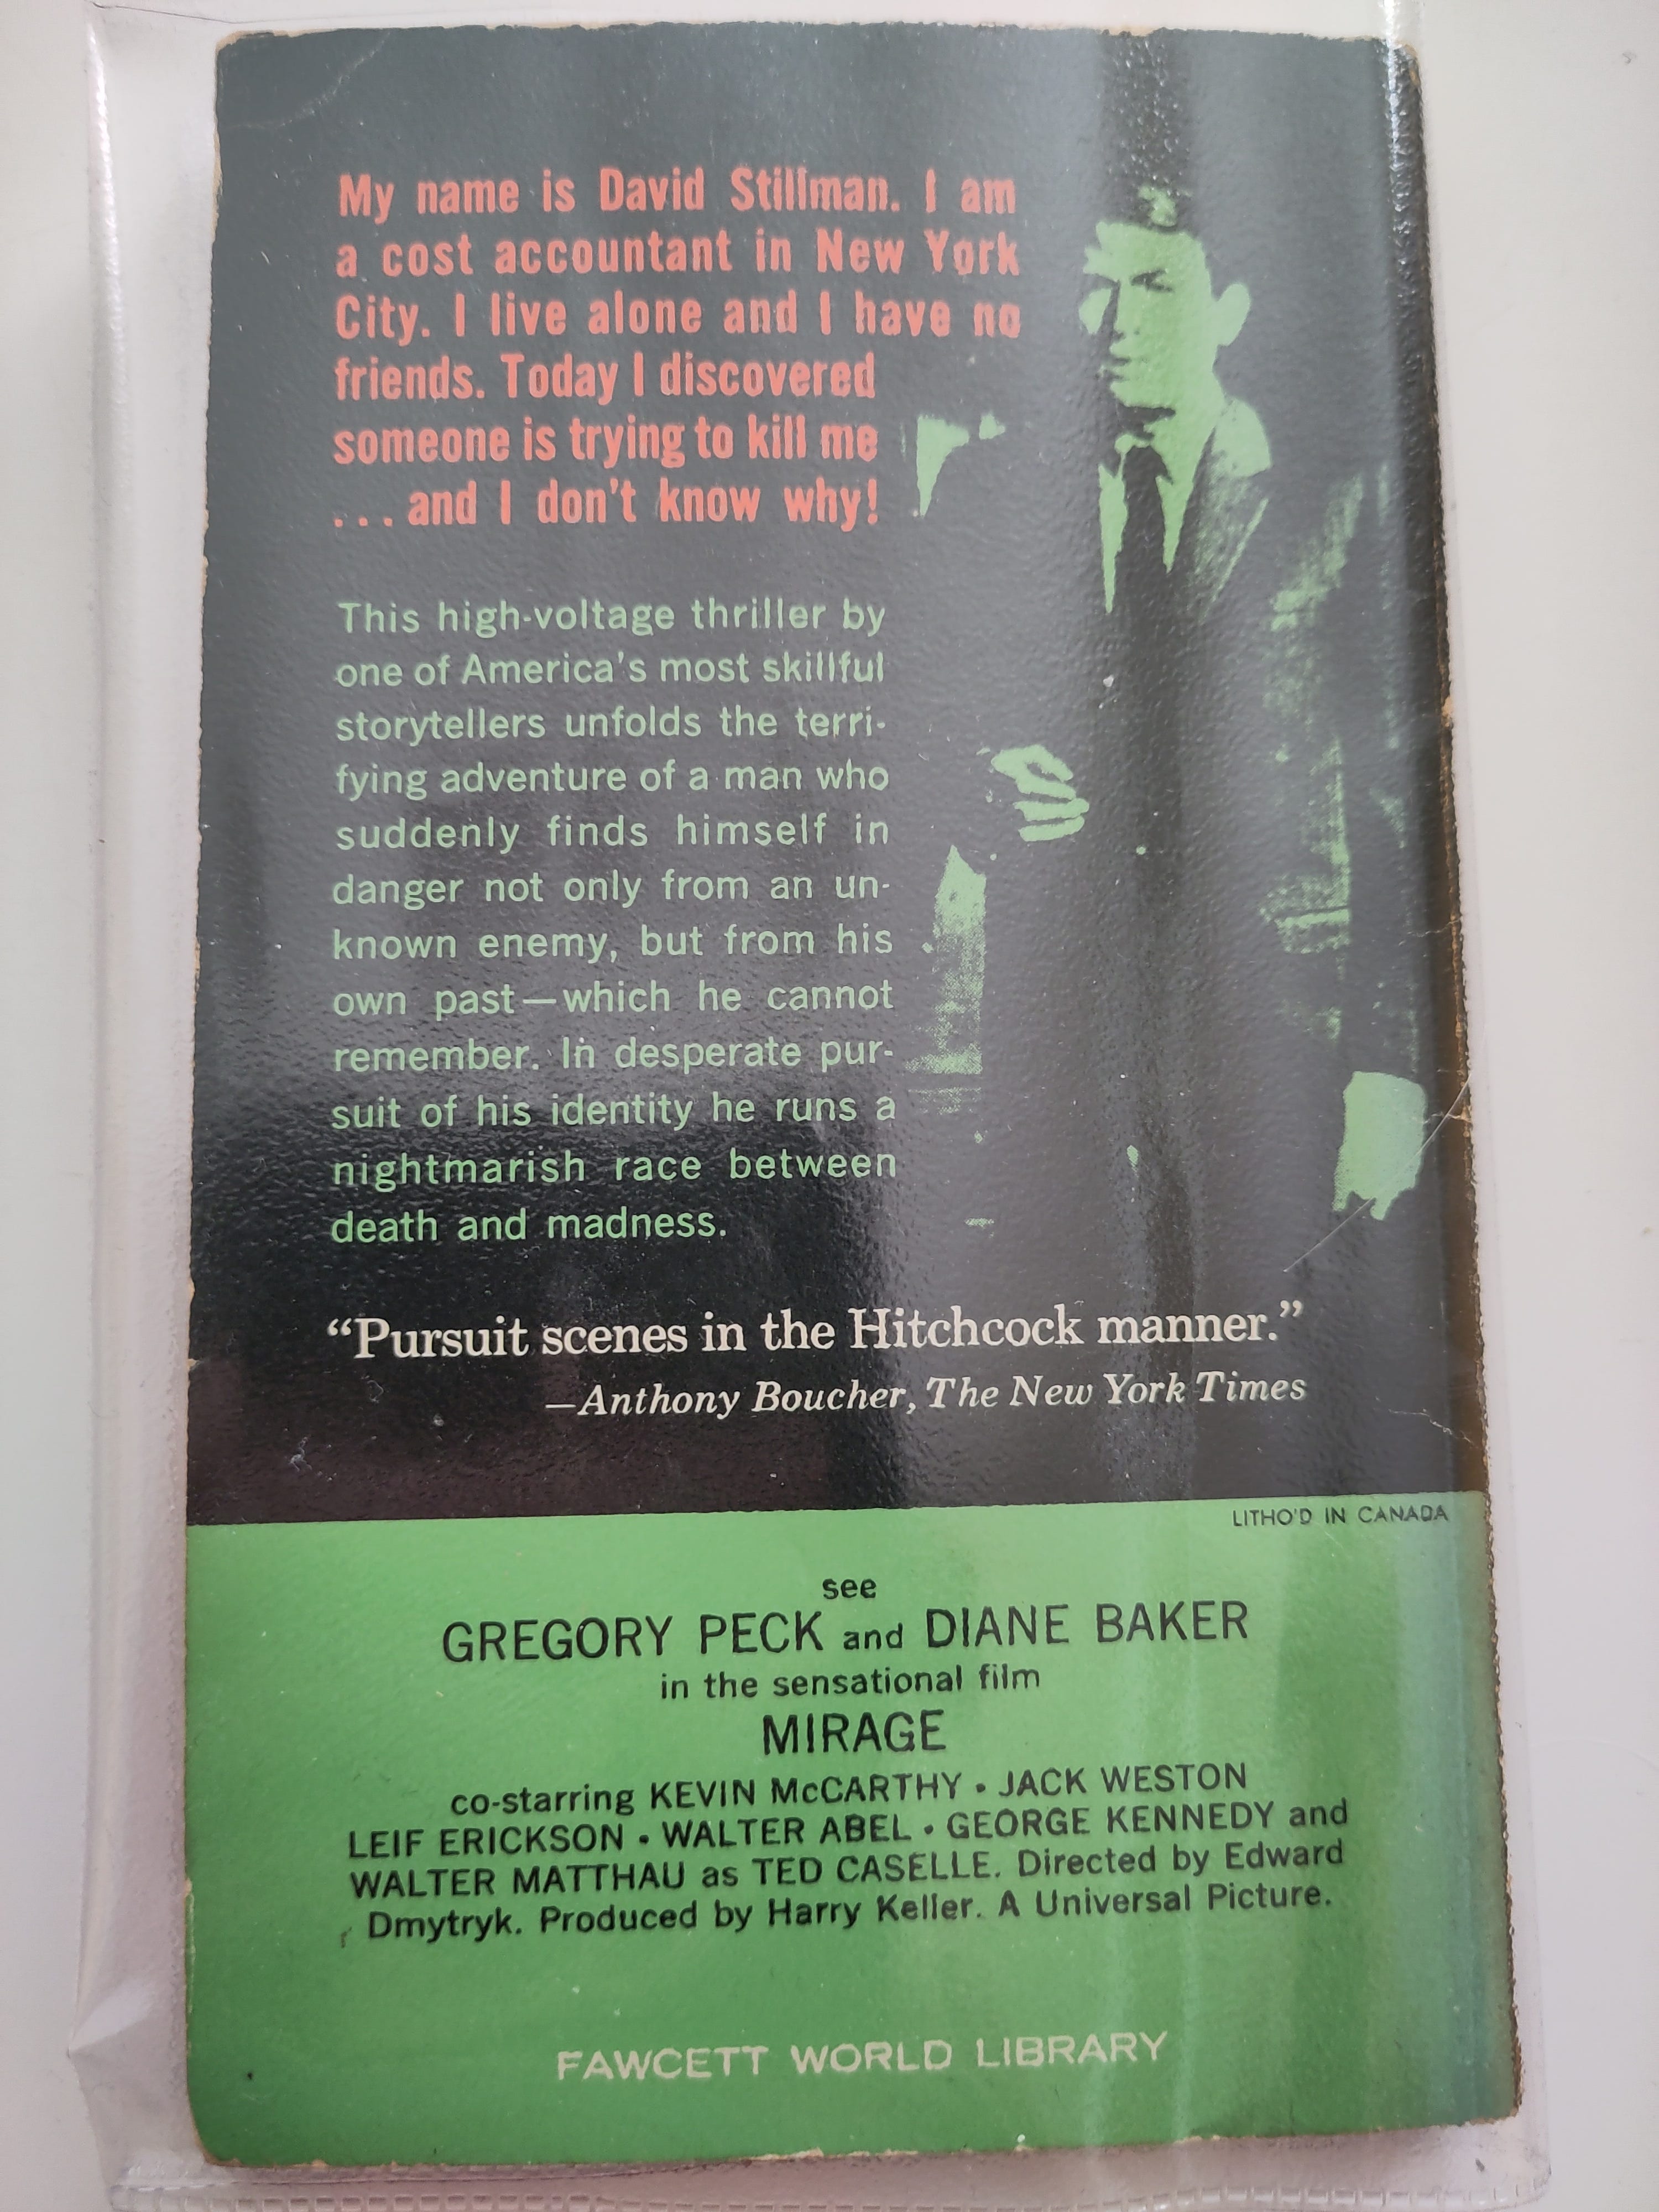 My name is David Stillman. I am
a cost accountant in New York
City. I live alone and I have no
friends. Today I discovered
someone is trying to kill me
...and I don't know why!
This high-voltage thriller by
one of America's most skillful
storytellers unfolds the terri-
fying adventure of a man who
suddenly finds himself in
danger not only from an un-
known enemy, but from his
own past—which he cannot
remember. In desperate pur-
suit of his identity he runs a
nightmarish race between
death and madness.
“Pursuit scenes in the Hitchcock manner.”
—Anthony Boucher, The New York Times
LITHO'D IN CANADA
see
GREGORY PECK and DIANE BAKER
in the sensational film
MIRAGE
co-starring KEVIN McCARTHY • JACK WESTON
LEIF ERICKSON • WALTER ABEL • GEORGE KENNEDY and
WALTER MATTHAU as TED CASELLE. Directed by Edward
Dmytryk. Produced by Harry Keller. A Universal Picture.
FAWCETT WORLD LIBRARY